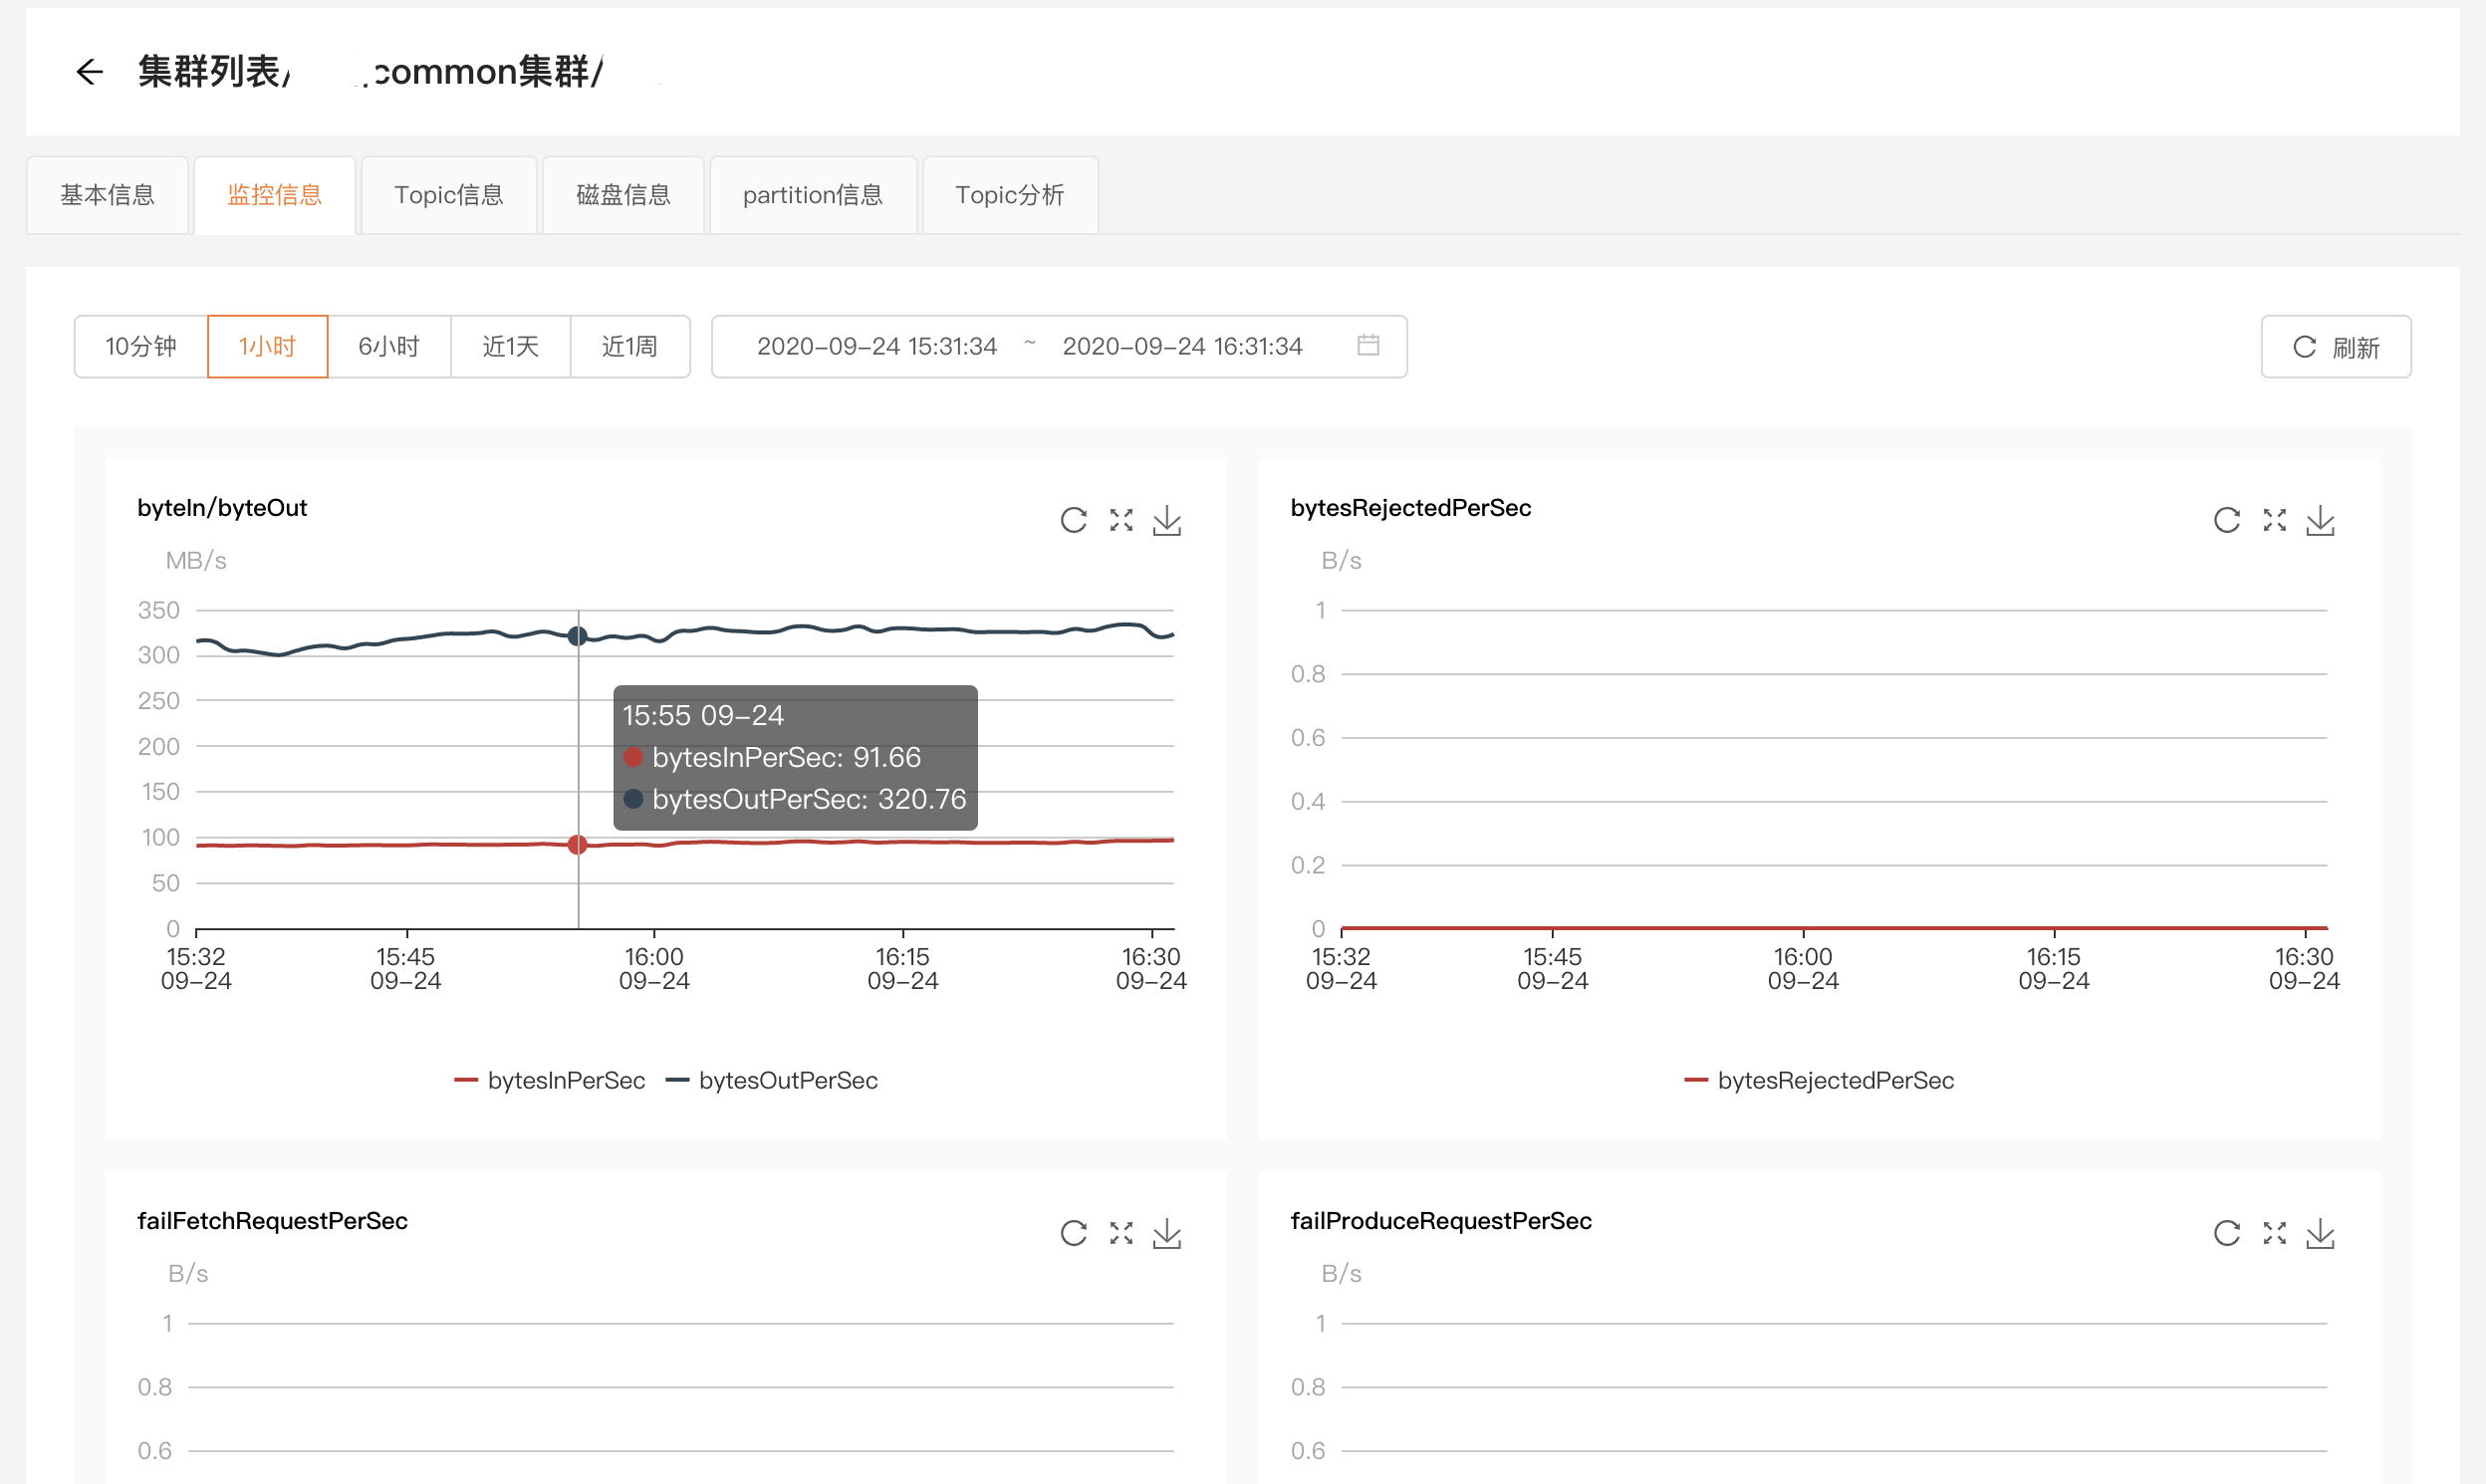 集群列表/ common集群/
基本信息 监控信息 Topic信息 磁盘信息 partition信息 Topic分析
10分钟 1小时 6小时 近1天 近1周 2020-09-24 15:31:34 ~ 2020-09-24 16:31:34 刷新
byteIn/byteOut
MB/s
350
300
250
200
150
100
50
0
15:55 09-24
bytesInPerSec: 91.66
bytesOutPerSec: 320.76
15:32 15:45 16:00 16:15 16:30
09-24 09-24 09-24 09-24 09-24
bytesInPerSec bytesOutPerSec
bytesRejectedPerSec
B/s
1
0.8
0.6
0.4
0.2
0
15:32 15:45 16:00 16:15 16:30
09-24 09-24 09-24 09-24 09-24
bytesRejectedPerSec
failFetchRequestPerSec
B/s
1
0.8
0.6
failProduceRequestPerSec
B/s
1
0.8
0.6